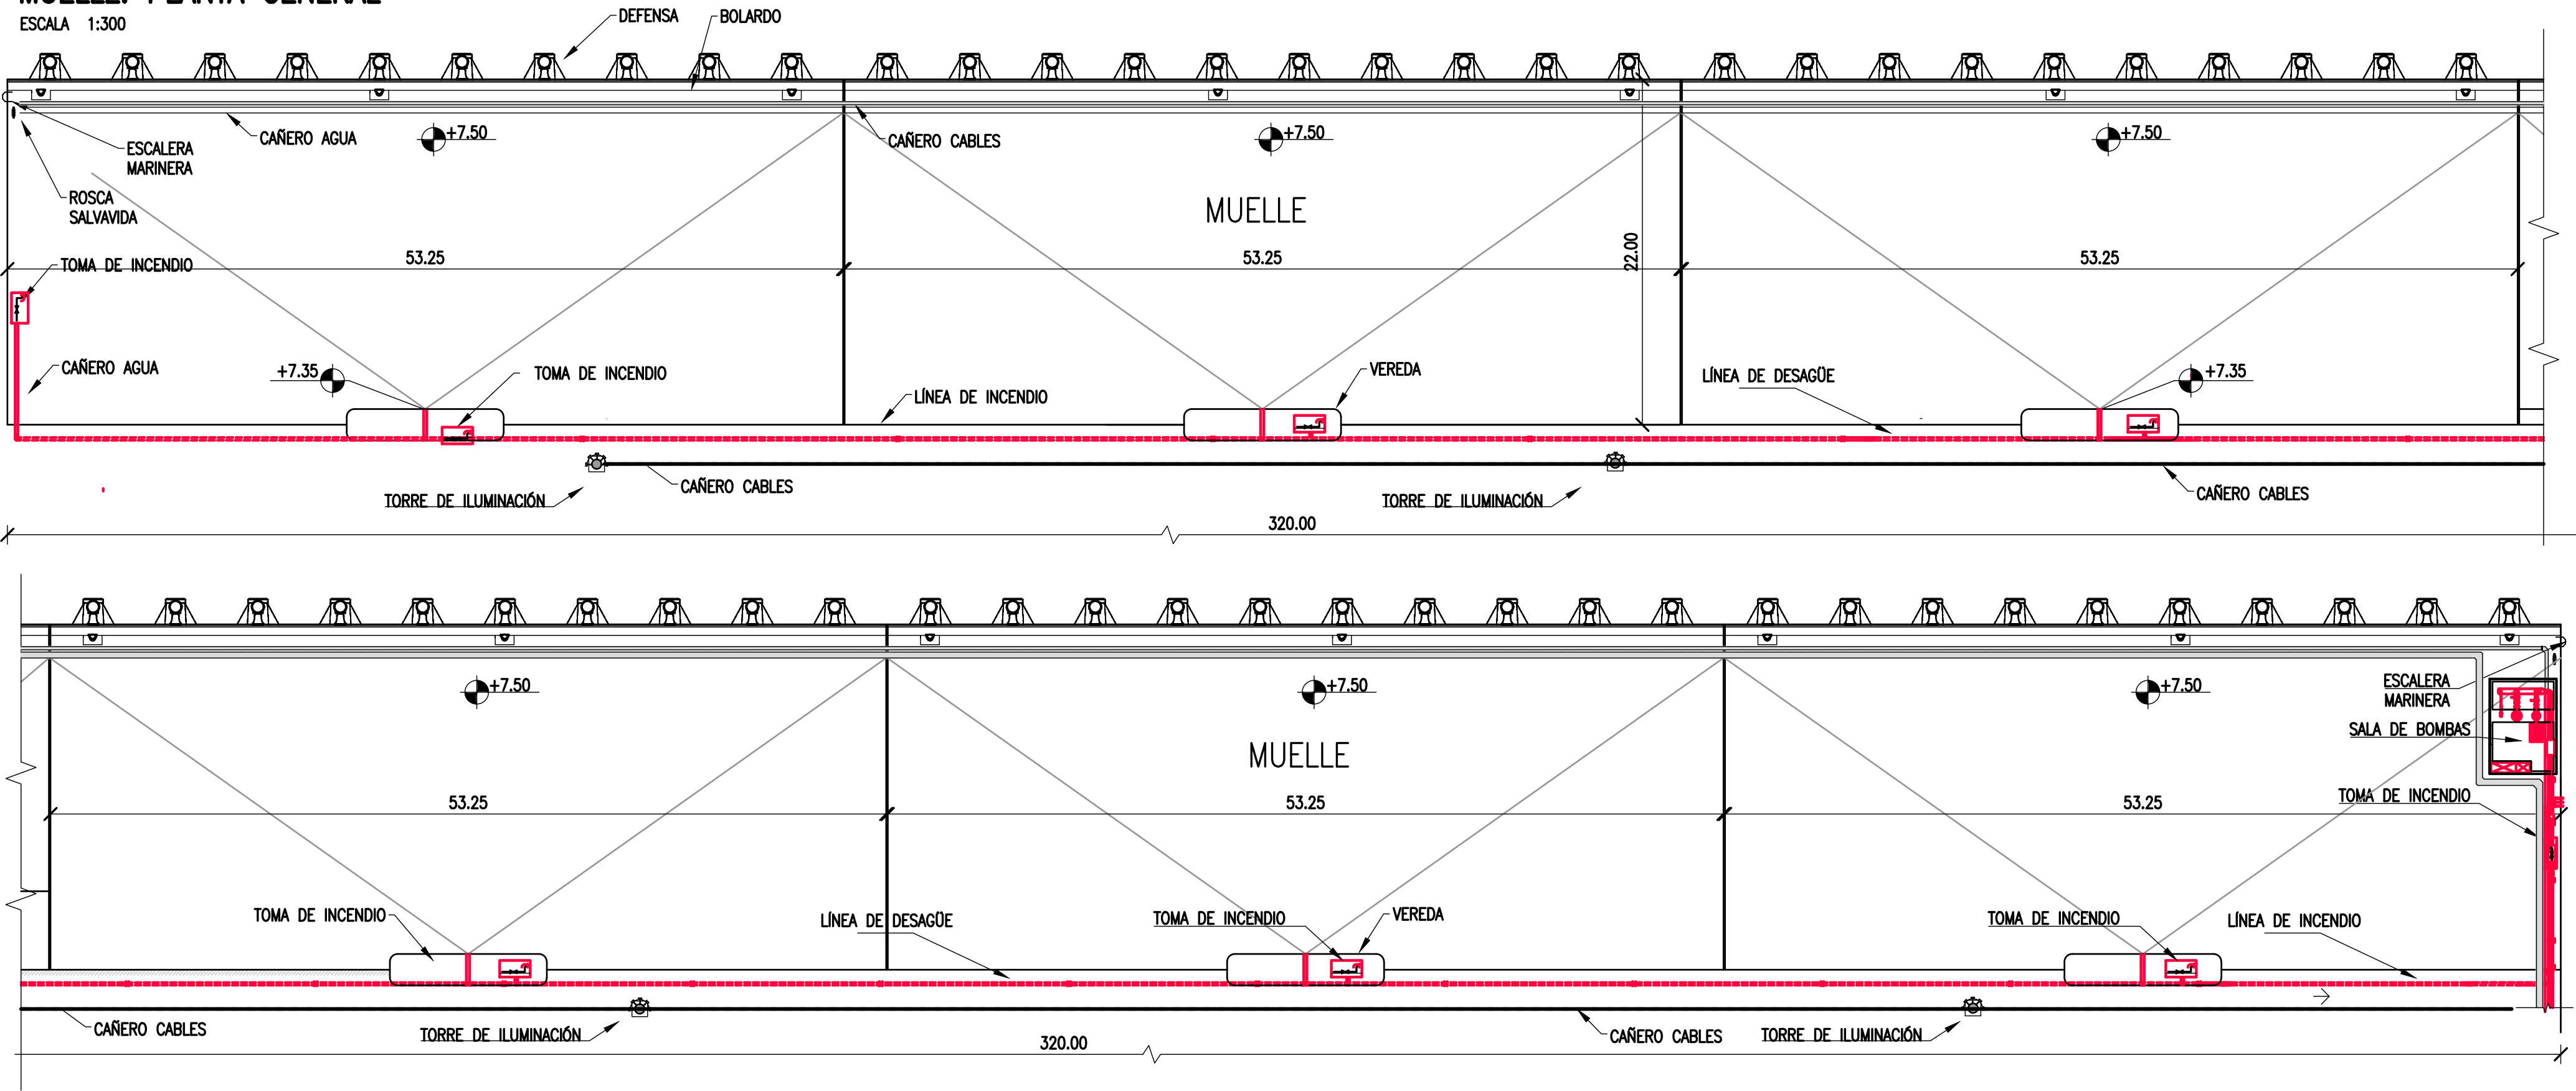 MUELLE. PLANTA GENERAL
ESCALA 1:300
DEFENSA
BOLARDO
CAÑERO AGUA
+7.50
CAÑERO CABLES
+7.50
+7.50
ESCALERA
MARINERA
ROSCA
SALVAVIDA
MUELLE
TOMA DE INCENDIO
53.25
53.25
22.00
53.25
CAÑERO AGUA
+7.35
TOMA DE INCENDIO
LÍNEA DE INCENDIO
VEREDA
LÍNEA DE DESAGÜE
+7.35
TORRE DE ILUMINACIÓN
CAÑERO CABLES
TORRE DE ILUMINACIÓN
CAÑERO CABLES
320.00
+7.50
+7.50
+7.50
ESCALERA
MARINERA
SALA DE BOMBAS
MUELLE
53.25
53.25
53.25
TOMA DE INCENDIO
TOMA DE INCENDIO
LÍNEA DE DESAGÜE
TOMA DE INCENDIO
VEREDA
TOMA DE INCENDIO
LÍNEA DE INCENDIO
CAÑERO CABLES
TORRE DE ILUMINACIÓN
CAÑERO CABLES
TORRE DE ILUMINACIÓN
320.00